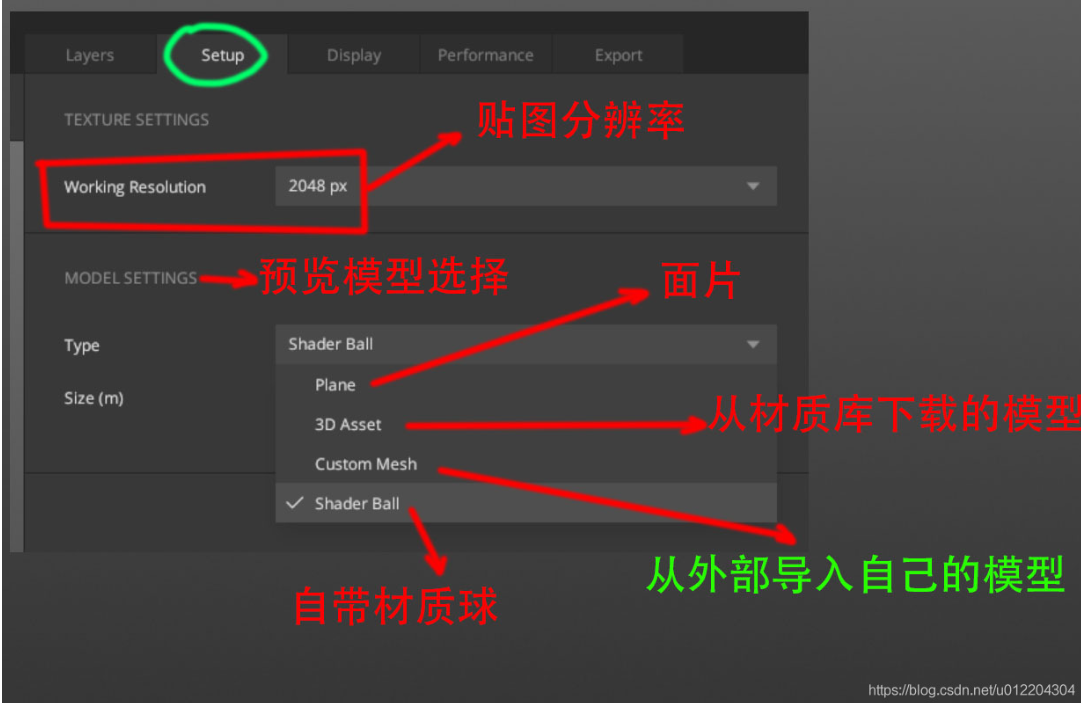 Layers Setup Display Performance Export
TEXTURE SETTINGS
贴图分辨率
Working Resolution 2048 px
MODEL SETTINGS 预览模型选择 面片
Type Shader Ball
Size (m) Plane
3D Asset 从材质库下载的模型
Custom Mesh
Shader Ball
从外部导入自己的模型
自带材质球
https://blog.csdn.net/u012204304